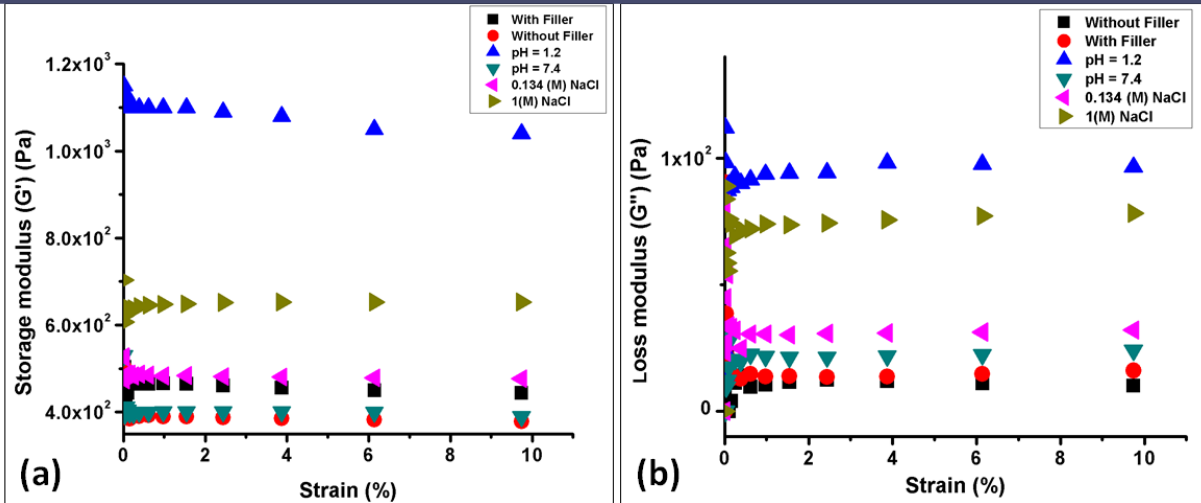 With Filler
Without Filler
pH = 1.2
pH = 7.4
0.134 (M) NaCl
1(M) NaCl
1.2x10³
1.0x10³
8.0x10²
6.0x10²
4.0x10²
Storage modulus (G') (Pa)
0 2 4 6 8 10
Strain (%)
(a)
Without Filler
With Filler
pH = 1.2
pH = 7.4
0.134 (M) NaCl
1(M) NaCl
1x10²
0
Loss modulus (G") (Pa)
0 2 4 6 8 10
Strain (%)
(b)